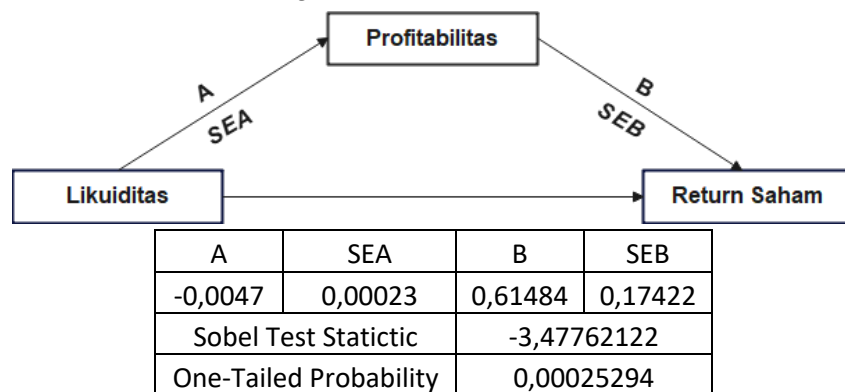 Profitabilitas
A
SEA
B
SEB
Likuiditas
Return Saham
A SEA B SEB
-0,0047 0,00023 0,61484 0,17422
Sobel Test Statictic -3,47762122
One-Tailed Probability 0,00025294